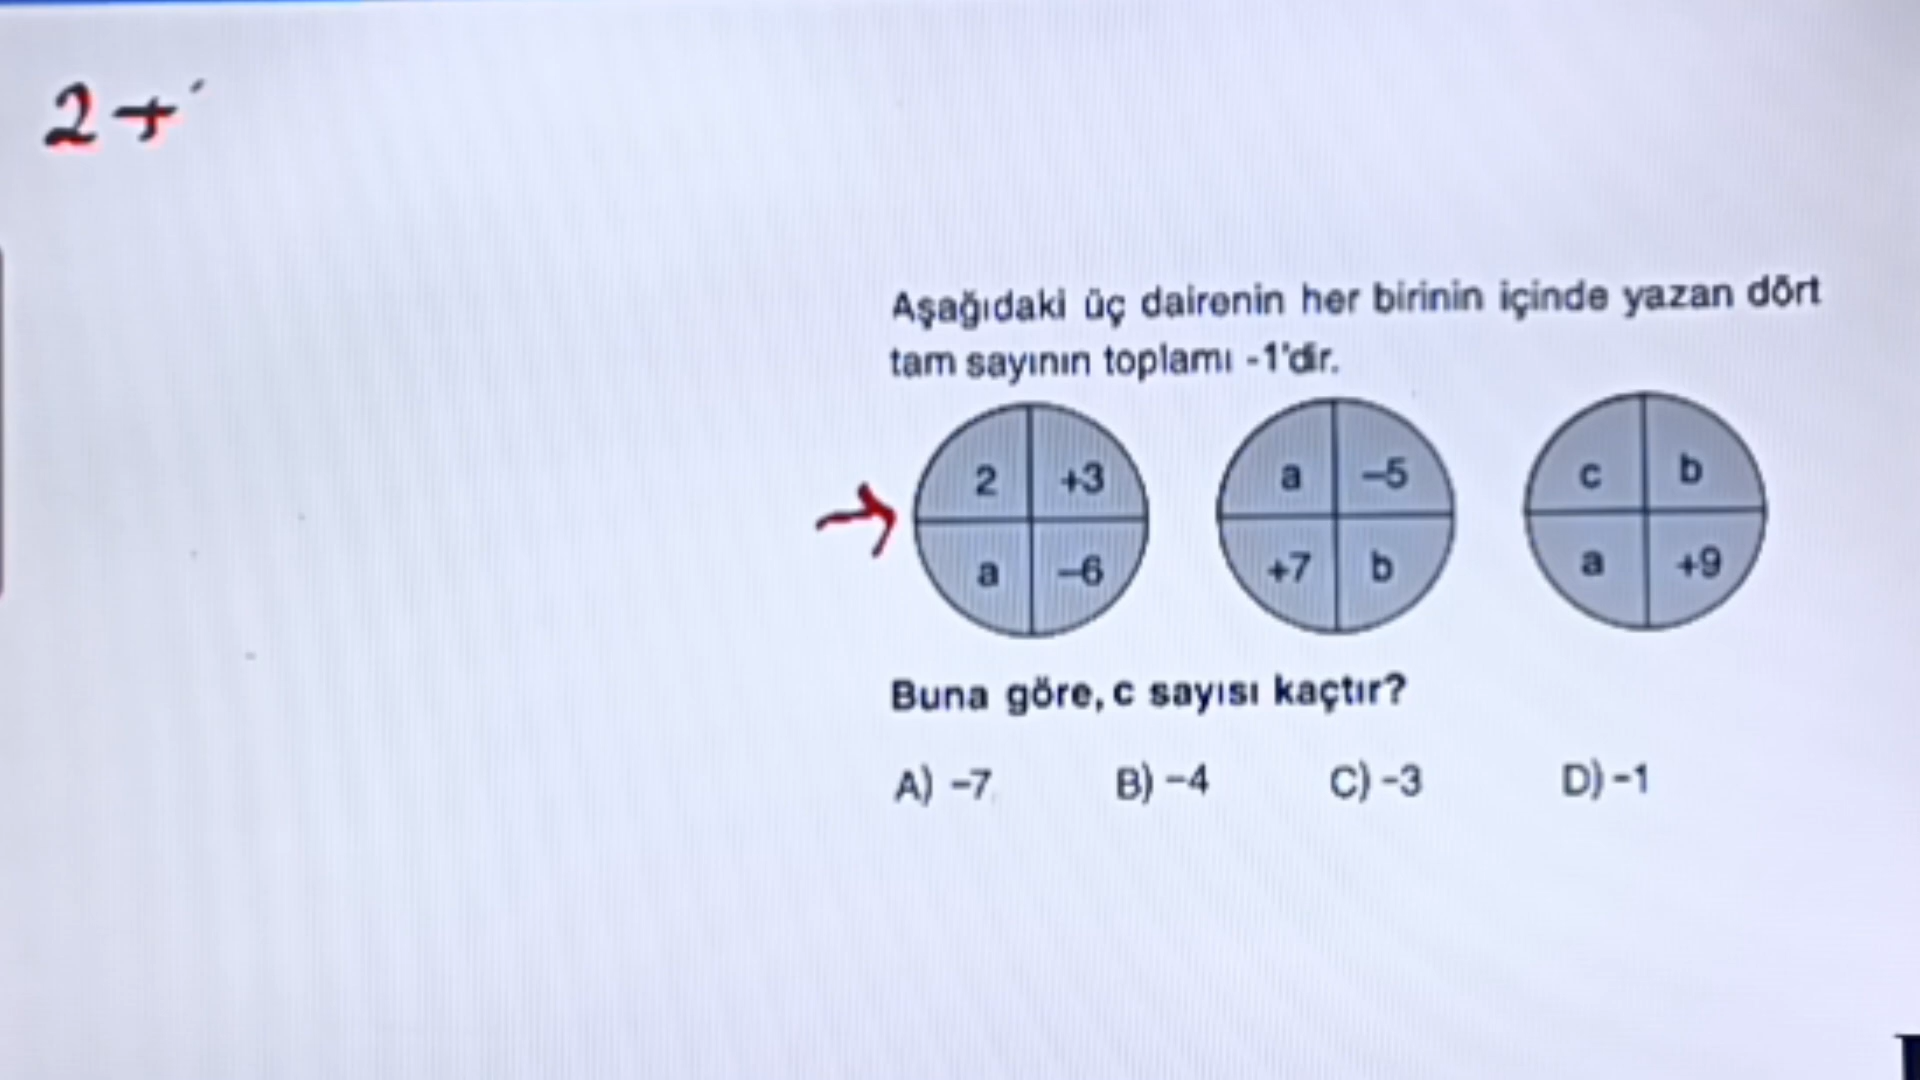 2+
Aşağıdaki üç dairenin her birinin içinde yazan dört
tam sayının toplamı -1'dir.
2 +3
a -6
a -5
+7 b
c b
a +9
Buna göre, c sayısı kaçtır?
A) -7 B) -4 C) -3 D) -1